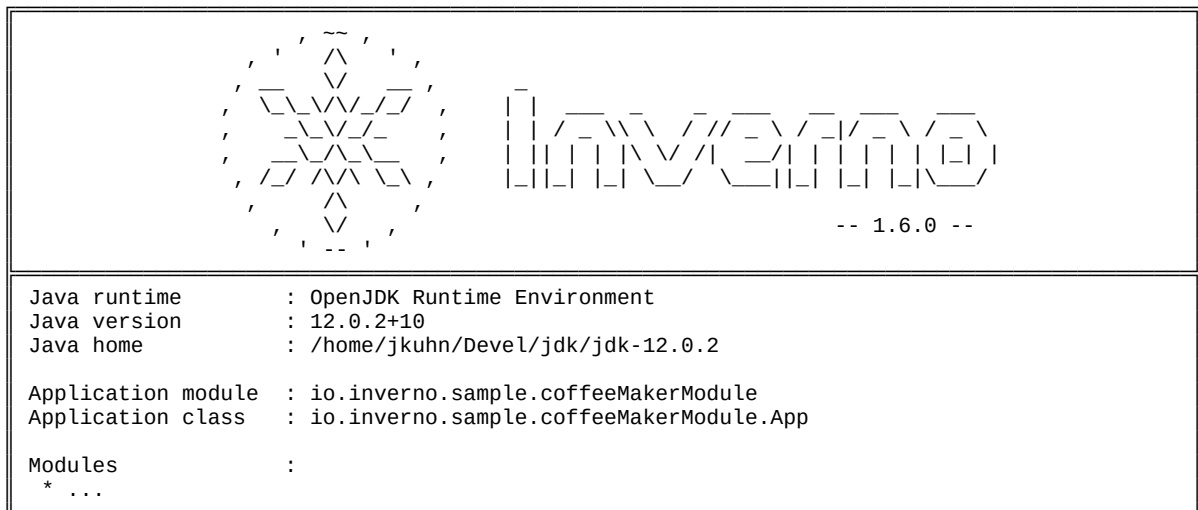 Inverno
-- 1.6.0 --
Java runtime : OpenJDK Runtime Environment
Java version : 12.0.2+10
Java home : /home/jkuhn/Devel/jdk/jdk-12.0.2
Application module : io.inverno.sample.coffeeMakerModule
Application class : io.inverno.sample.coffeeMakerModule.App
Modules :
* ...